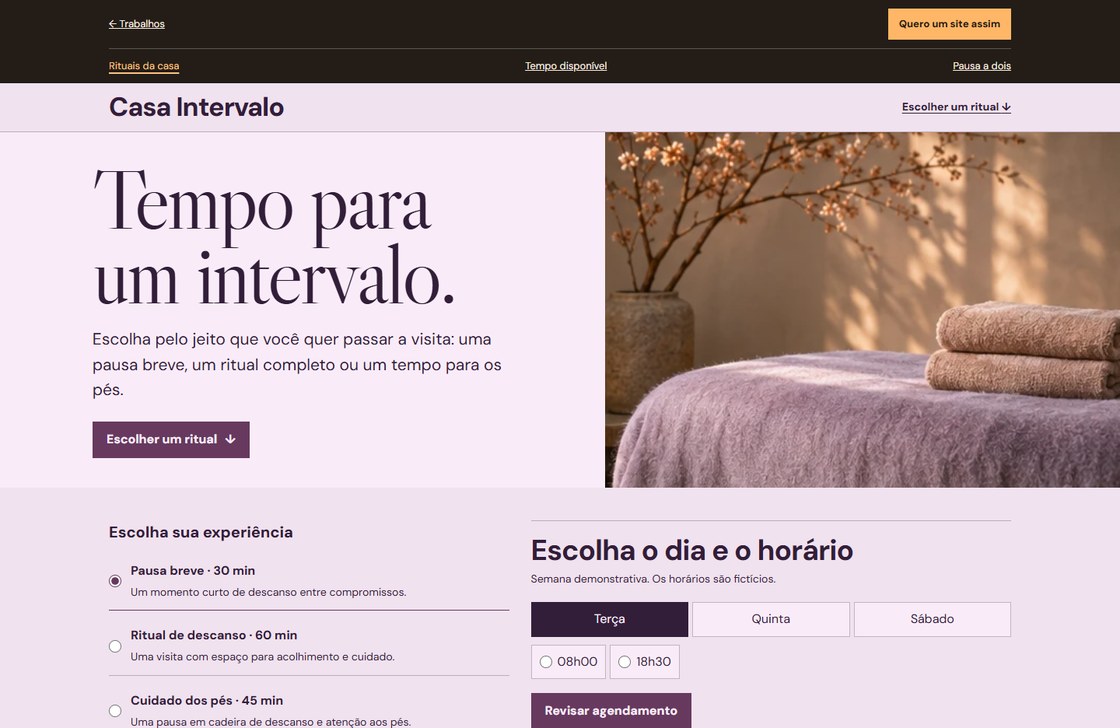 ← Trabalhos
Quero um site assim
Rituais da casa
Tempo disponível
Pausa a dois
Casa Intervalo
Escolher um ritual ↓
Tempo para
um intervalo.
Escolha pelo jeito que você quer passar a visita: uma
pausa breve, um ritual completo ou um tempo para os
pés.
Escolher um ritual ↓
Escolha sua experiência
Pausa breve · 30 min
Um momento curto de descanso entre compromissos.
Ritual de descanso · 60 min
Uma visita com espaço para acolhimento e cuidado.
Cuidado dos pés · 45 min
Uma pausa em cadeira de descanso e atenção aos pés.
Escolha o dia e o horário
Semana demonstrativa. Os horários são fictícios.
Terça
Quinta
Sábado
08h00
18h30
Revisar agendamento